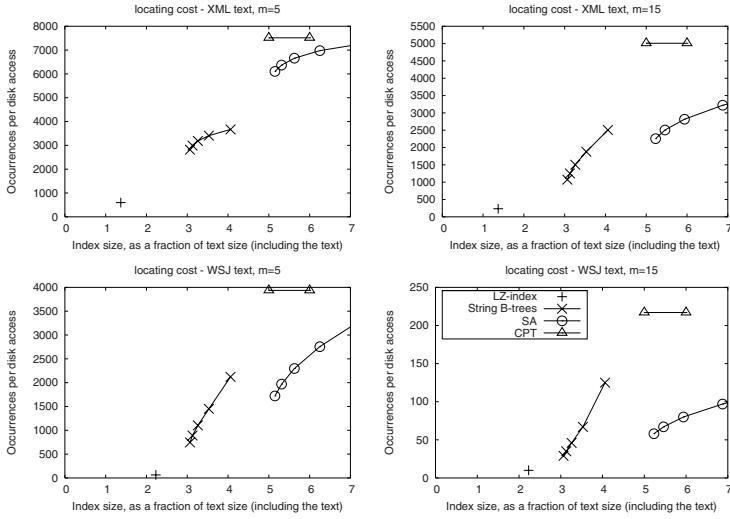 locating cost - XML text, m=5
8000
7000
6000
5000
4000
3000
2000
1000
0
Occurrences per disk access
0 1 2 3 4 5 6 7
Index size, as a fraction of text size (including the text)
locating cost - XML text, m=15
5500
5000
4500
4000
3500
3000
2500
2000
1500
1000
500
0
Occurrences per disk access
0 1 2 3 4 5 6 7
Index size, as a fraction of text size (including the text)
locating cost - WSJ text, m=5
4000
3500
3000
2500
2000
1500
1000
500
0
Occurrences per disk access
0 1 2 3 4 5 6 7
Index size, as a fraction of text size (including the text)
locating cost - WSJ text, m=15
250
200
150
100
50
0
Occurrences per disk access
LZ-index
String B-trees
SA
CPT
0 1 2 3 4 5 6 7
Index size, as a fraction of text size (including the text)